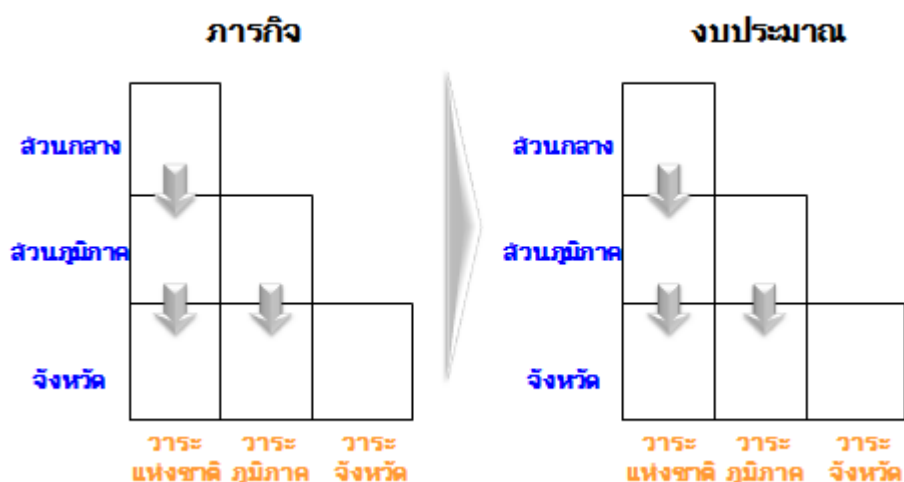 ภารกิจ
ส่วนกลาง
ส่วนภูมิภาค
จังหวัด
วาระ
แห่งชาติ
วาระ
ภูมิภาค
วาระ
จังหวัด
งบประมาณ
ส่วนกลาง
ส่วนภูมิภาค
จังหวัด
วาระ
แห่งชาติ
วาระ
ภูมิภาค
วาระ
จังหวัด